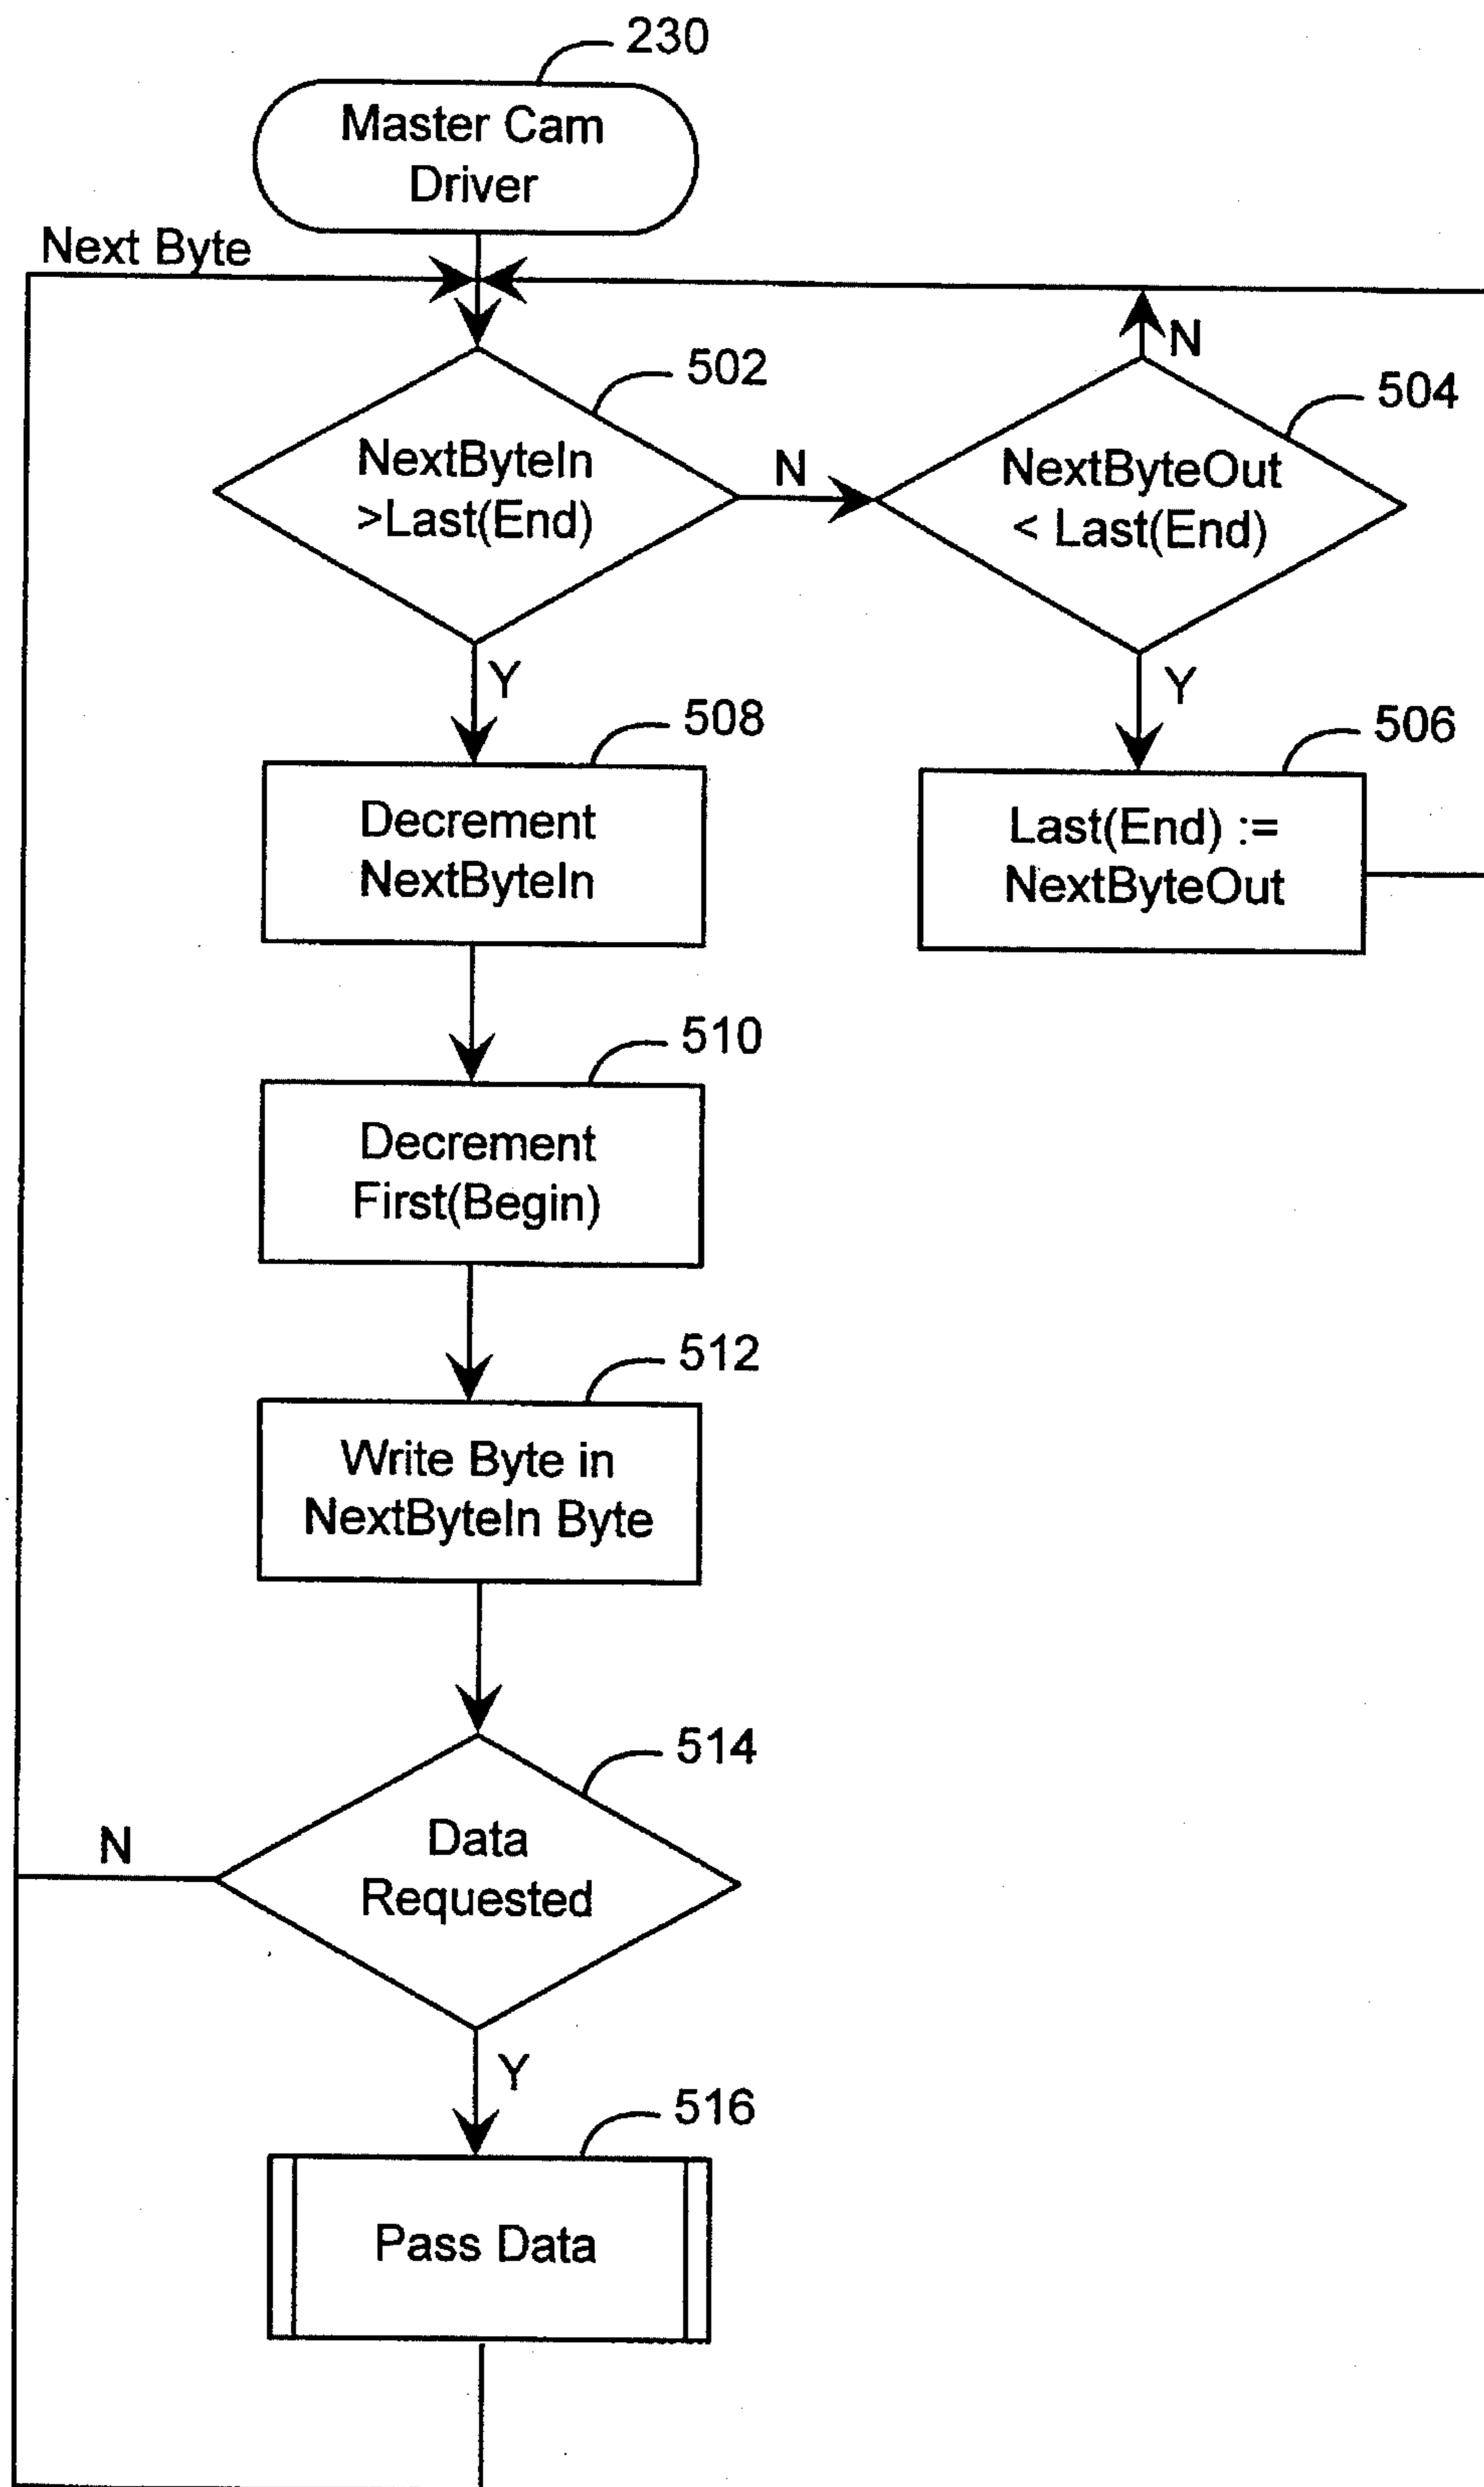 230
Master Cam
Driver
Next Byte
502
NextByteIn
>Last(End)
N
N
504
NextByteOut
< Last(End)
Y
Y
508
Decrement
NextByteIn
506
Last(End) :=
NextByteOut
510
Decrement
First(Begin)
512
Write Byte in
NextByteIn Byte
514
Data
Requested
N
Y
516
Pass Data